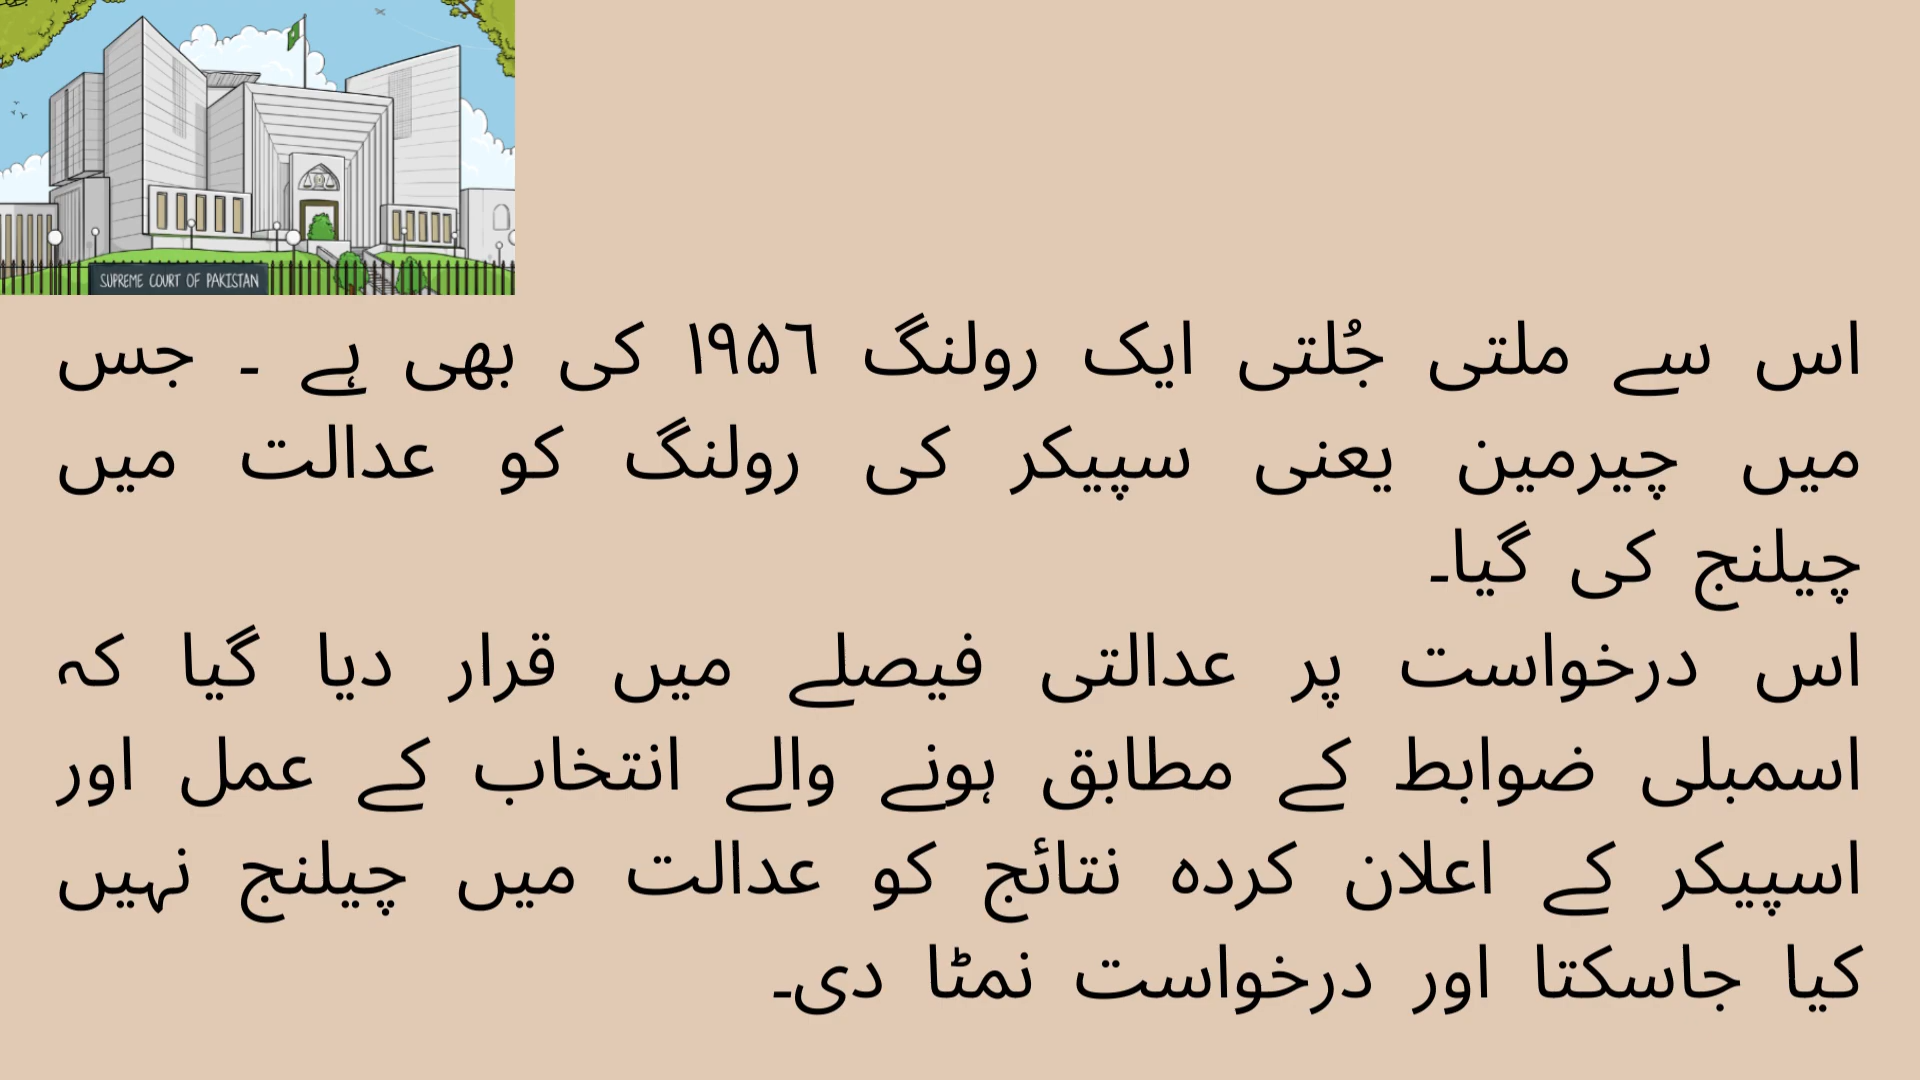 SUPREME COURT OF PAKISTAN
اس سے ملتی جُلتی ایک رولنگ ۱۹۵٦ کی بھی ہے ۔ جس
میں چیرمین یعنی سپیکر کی رولنگ کو عدالت میں
چیلنج کی گیا۔
اس درخواست پر عدالتی فیصلے میں قرار دیا گیا کہ
اسمبلی ضوابط کے مطابق ہونے والے انتخاب کے عمل اور
اسپیکر کے اعلان کردہ نتائج کو عدالت میں چیلنج نہیں
کیا جاسکتا اور درخواست نمٹا دی۔